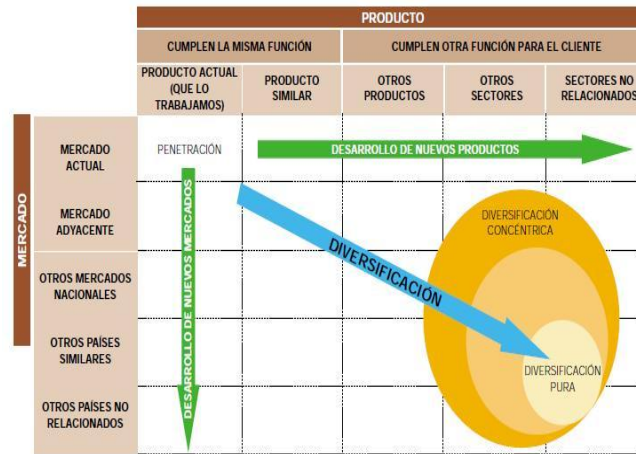 PRODUCTO
CUMPLEN LA MISMA FUNCIÓN
CUMPLEN OTRA FUNCIÓN PARA EL CLIENTE
PRODUCTO ACTUAL
(QUE LO
TRABAJAMOS)
PRODUCTO
SIMILAR
OTROS
PRODUCTOS
OTROS
SECTORES
SECTORES NO
RELACIONADOS
MERCADO
MERCADO
ACTUAL
PENETRACIÓN
DESARROLLO DE NUEVOS PRODUCTOS
MERCADO
ADYACENTE
OTROS MERCADOS
NACIONALES
OTROS PAÍSES
SIMILARES
OTROS PAÍSES NO
RELACIONADOS
DESARROLLO DE NUEVOS MERCADOS
DIVERSIFICACIÓN
DIVERSIFICACIÓN
CONCÉNTRICA
DIVERSIFICACIÓN
PURA